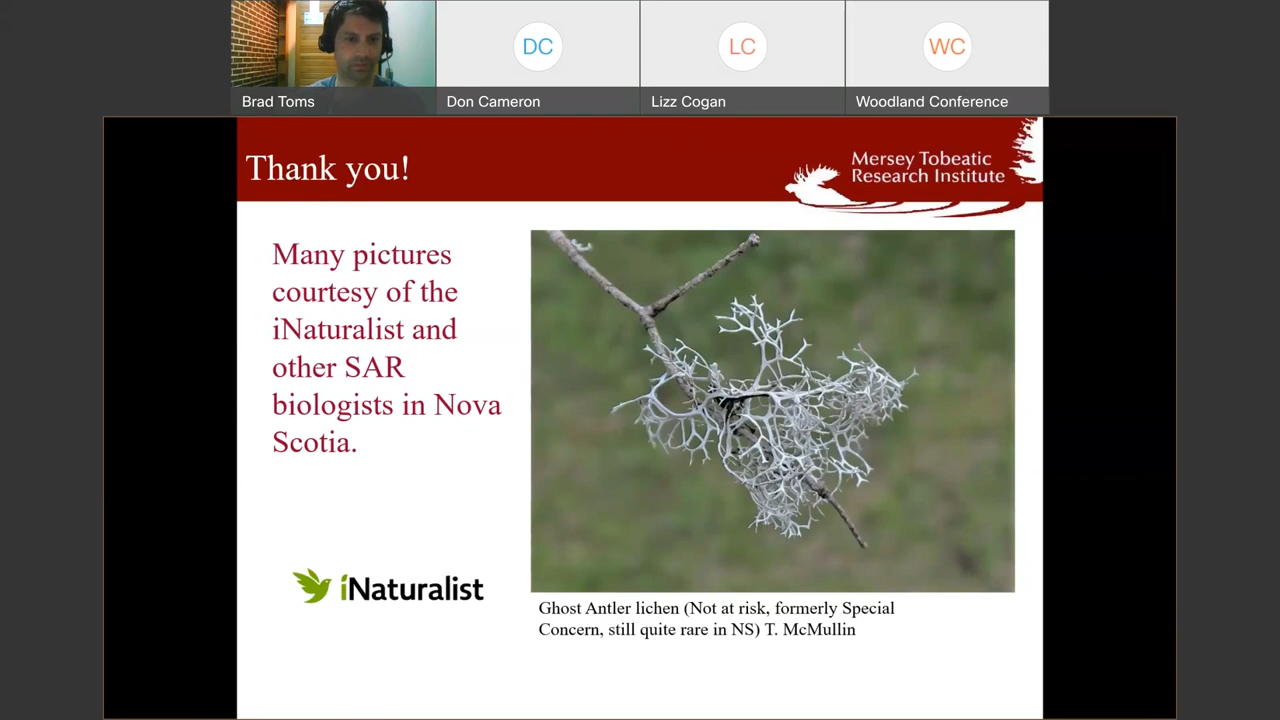 DC
LC
WC
Brad Toms
Don Cameron
Lizz Cogan
Woodland Conference
Thank you!
Mersey Tobeatic
Research Institute
Many pictures
courtesy of the
iNaturalist and
other SAR
biologists in Nova
Scotia.
iNaturalist
Ghost Antler lichen (Not at risk, formerly Special
Concern, still quite rare in NS) T. McMullin